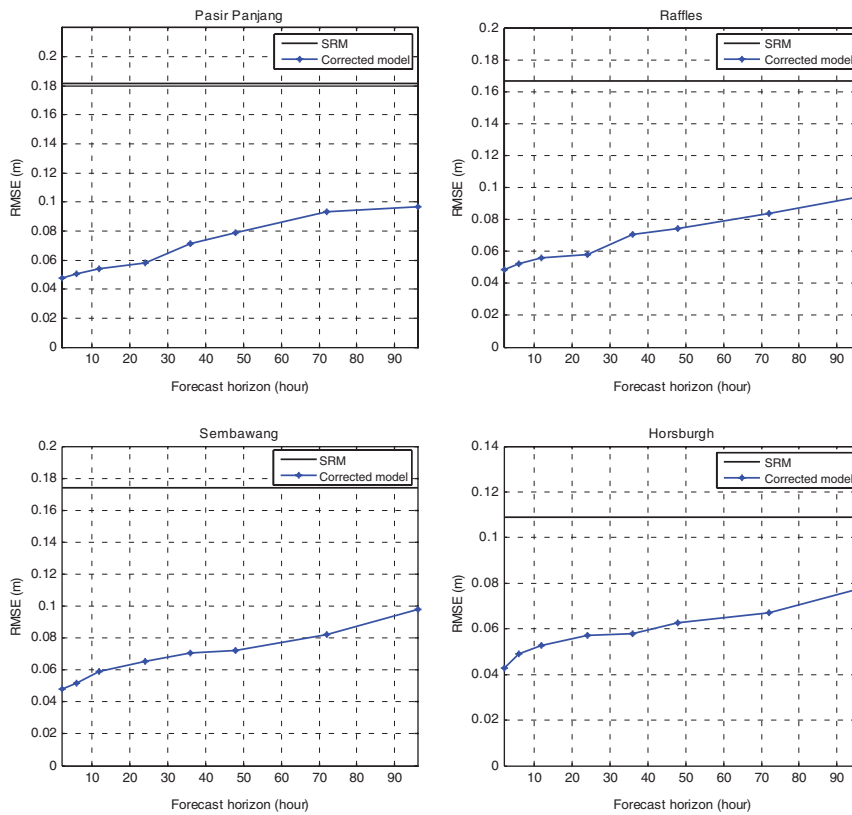 Pasir Panjang
SRM
Corrected model
0.2
0.18
0.16
0.14
0.12
0.1
0.08
0.06
0.04
0.02
0
RMSE (m)
10 20 30 40 50 60 70 80 90
Forecast horizon (hour)
Raffles
SRM
Corrected model
0.2
0.18
0.16
0.14
0.12
0.1
0.08
0.06
0.04
0.02
0
RMSE (m)
10 20 30 40 50 60 70 80 90
Forecast horizon (hour)
Sembawang
SRM
Corrected model
0.2
0.18
0.16
0.14
0.12
0.1
0.08
0.06
0.04
0.02
0
RMSE (m)
10 20 30 40 50 60 70 80 90
Forecast horizon (hour)
Horsburgh
SRM
Corrected model
0.14
0.12
0.1
0.08
0.06
0.04
0.02
0
RMSE (m)
10 20 30 40 50 60 70 80 90
Forecast horizon (hour)